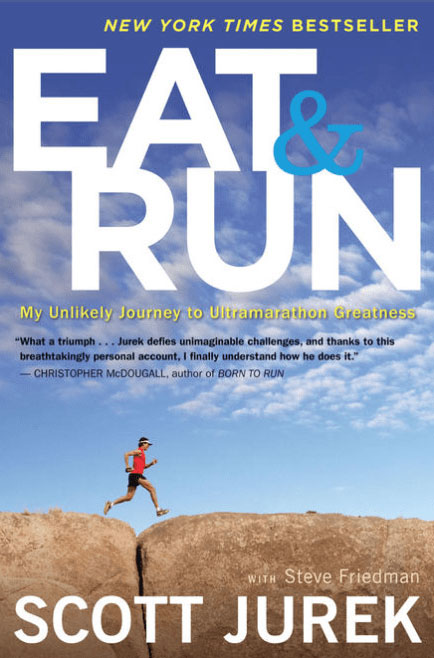 NEW YORK TIMES BESTSELLER
EAT
&
RUN
My Unlikely Journey to Ultramarathon Greatness
“What a triumph . . . Jurek defies unimaginable challenges, and thanks to this
breathtakingly personal account, I finally understand how he does it.”
— CHRISTOPHER McDOUGALL, author of BORN TO RUN
WITH Steve Friedman
SCOTT JUREK